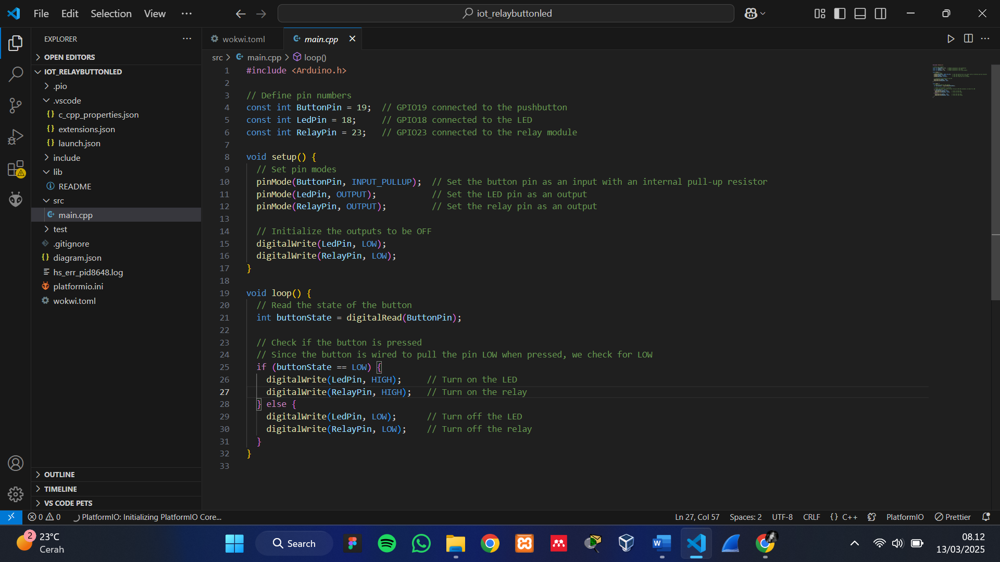 File Edit Selection View ···
iot_relaybuttonled
EXPLORER ···
OPEN EDITORS
IOT_RELAYBUTTONLED
.pio
.vscode
{} c_cpp_properties.json
{} extensions.json
{} launch.json
include
lib
README
src
main.cpp
test
.gitignore
{} diagram.json
hs_err_pid8648.log
platformio.ini
wokwi.toml
OUTLINE
TIMELINE
VS CODE PETS
wokwi.toml
main.cpp
src > main.cpp > loop()
1 #include <Arduino.h>
2
3 // Define pin numbers
4 const int ButtonPin = 19;  // GPIO19 connected to the pushbutton
5 const int LedPin = 18;     // GPIO18 connected to the LED
6 const int RelayPin = 23;   // GPIO23 connected to the relay module
7
8 void setup() {
9   // Set pin modes
10   pinMode(ButtonPin, INPUT_PULLUP);  // Set the button pin as an input with an internal pull-up resistor
11   pinMode(LedPin, OUTPUT);           // Set the LED pin as an output
12   pinMode(RelayPin, OUTPUT);         // Set the relay pin as an output
13
14   // Initialize the outputs to be OFF
15   digitalWrite(LedPin, LOW);
16   digitalWrite(RelayPin, LOW);
17 }
18
19 void loop() {
20   // Read the state of the button
21   int buttonState = digitalRead(ButtonPin);
22
23   // Check if the button is pressed
24   // Since the button is wired to pull the pin LOW when pressed, we check for LOW
25   if (buttonState == LOW) {
26     digitalWrite(LedPin, HIGH);     // Turn on the LED
27     digitalWrite(RelayPin, HIGH);   // Turn on the relay
28   } else {
29     digitalWrite(LedPin, LOW);      // Turn off the LED
30     digitalWrite(RelayPin, LOW);    // Turn off the relay
31   }
32 }
33
0 0 PlatformIO: Initializing PlatformIO Core... Ln 27, Col 57 Spaces: 2 UTF-8 CRLF {} C++ PlatformIO Prettier
2 23°C
Cerah
Search
08.12
13/03/2025